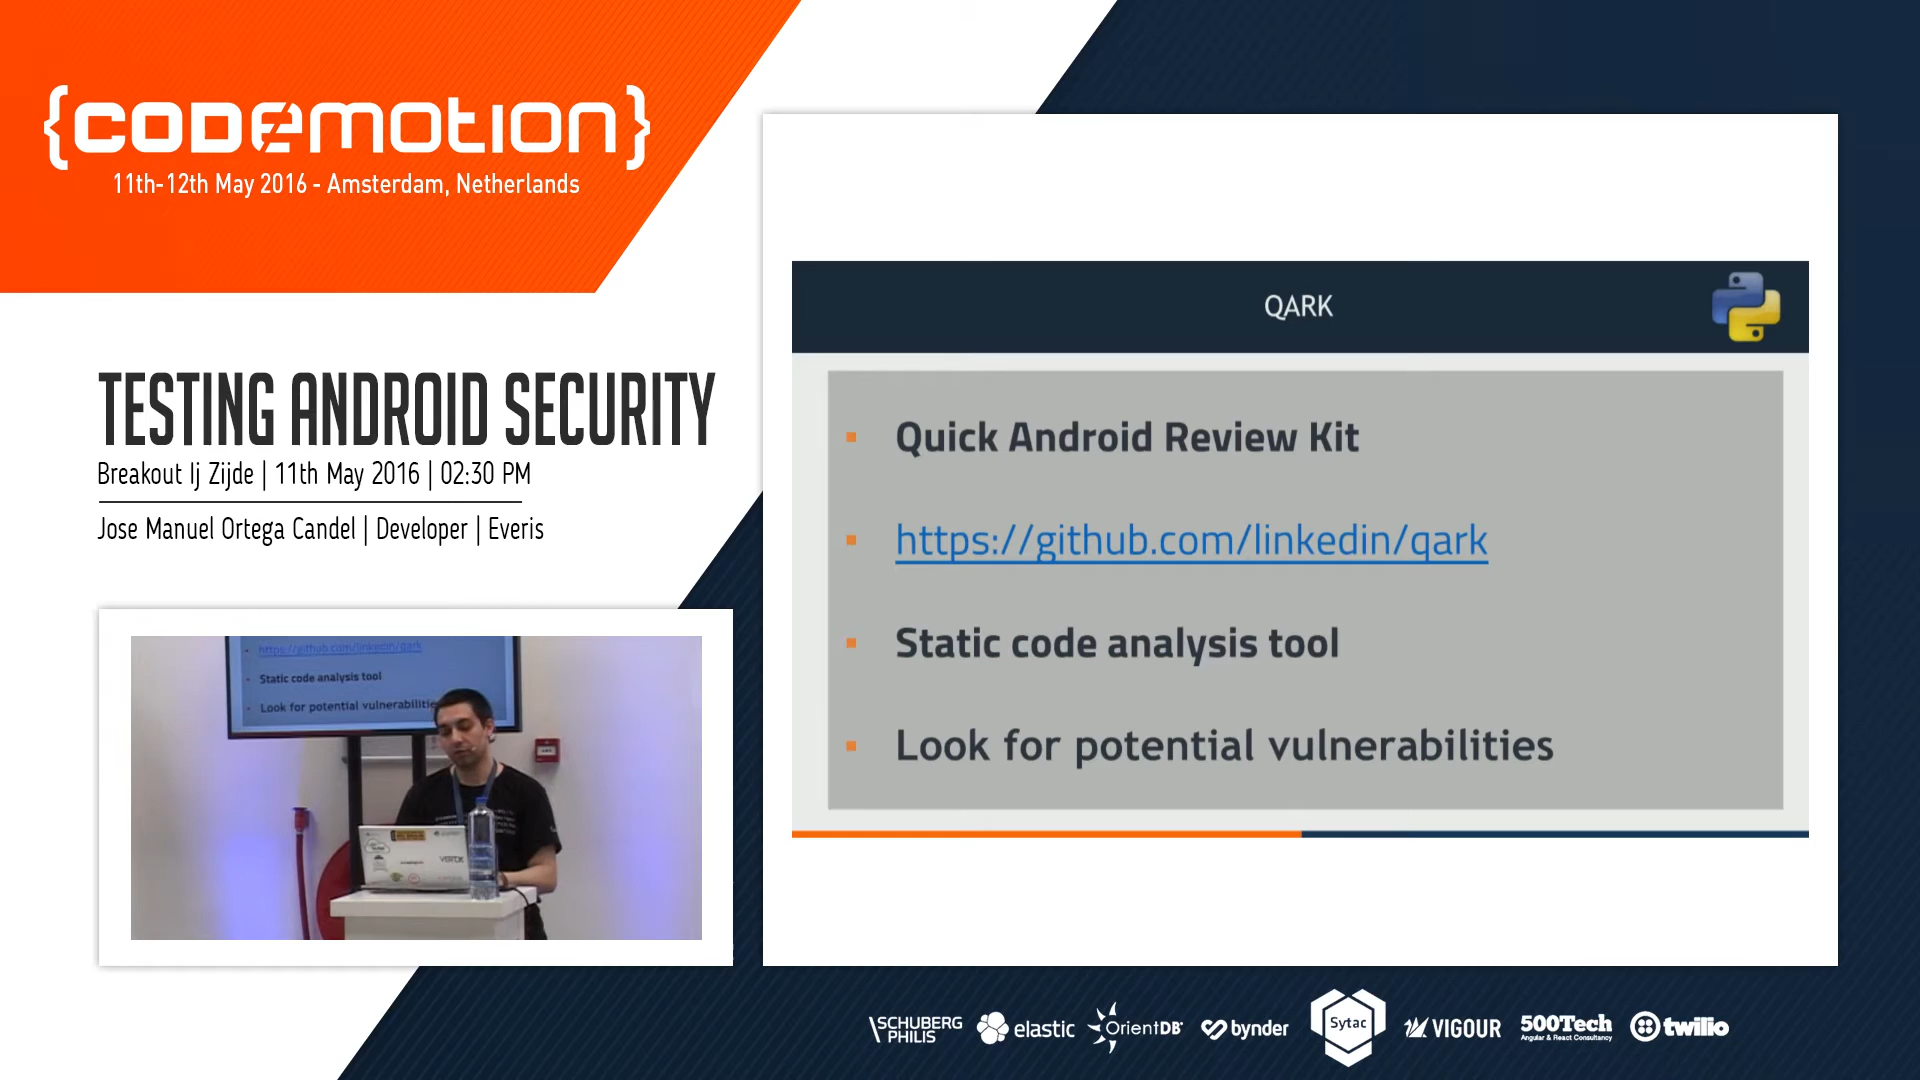 {codemotion}
11th-12th May 2016 - Amsterdam, Netherlands
TESTING ANDROID SECURITY
Breakout Ij Zijde | 11th May 2016 | 02:30 PM
Jose Manuel Ortega Candel | Developer | Everis
QARK
Quick Android Review Kit
https://github.com/linkedin/qark
Static code analysis tool
Look for potential vulnerabilities
https://github.com/linkedin/qark
Static code analysis tool
Look for potential vulnerabilitie
SCHUBERG
PHILIS
elastic
OrientDB
bynder
Sytac
VIGOUR
500Tech
Angular & React Consultancy
twilio